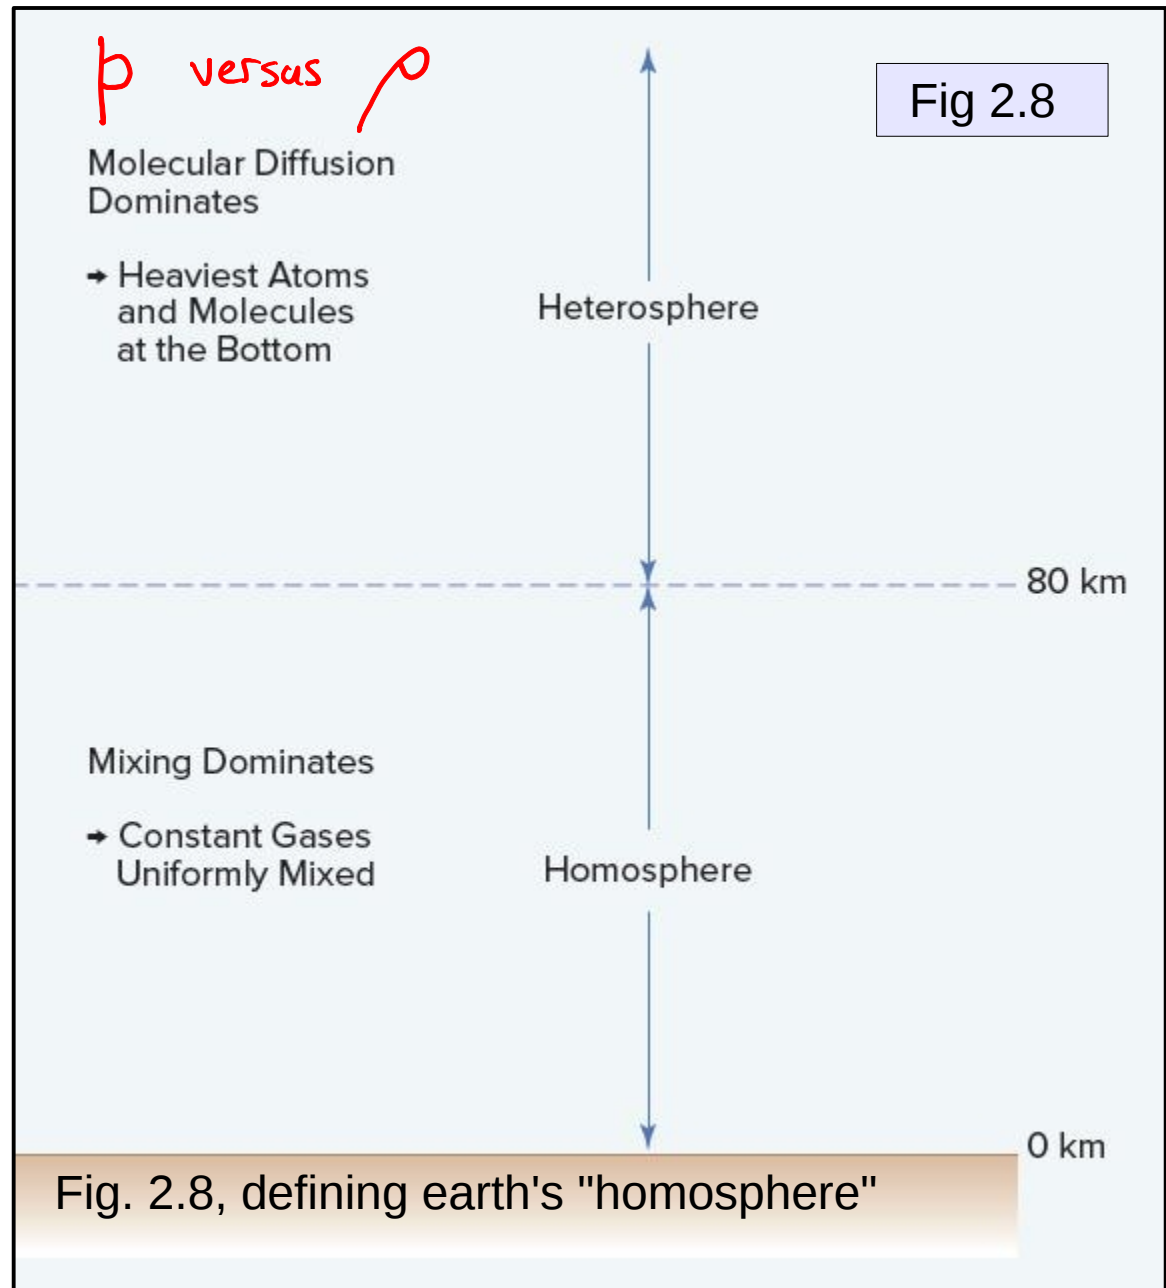 p versus ρ
Fig 2.8
Molecular Diffusion
Dominates
→ Heaviest Atoms
and Molecules
at the Bottom
Heterosphere
80 km
Mixing Dominates
→ Constant Gases
Uniformly Mixed
Homosphere
0 km
Fig. 2.8, defining earth's "homosphere"